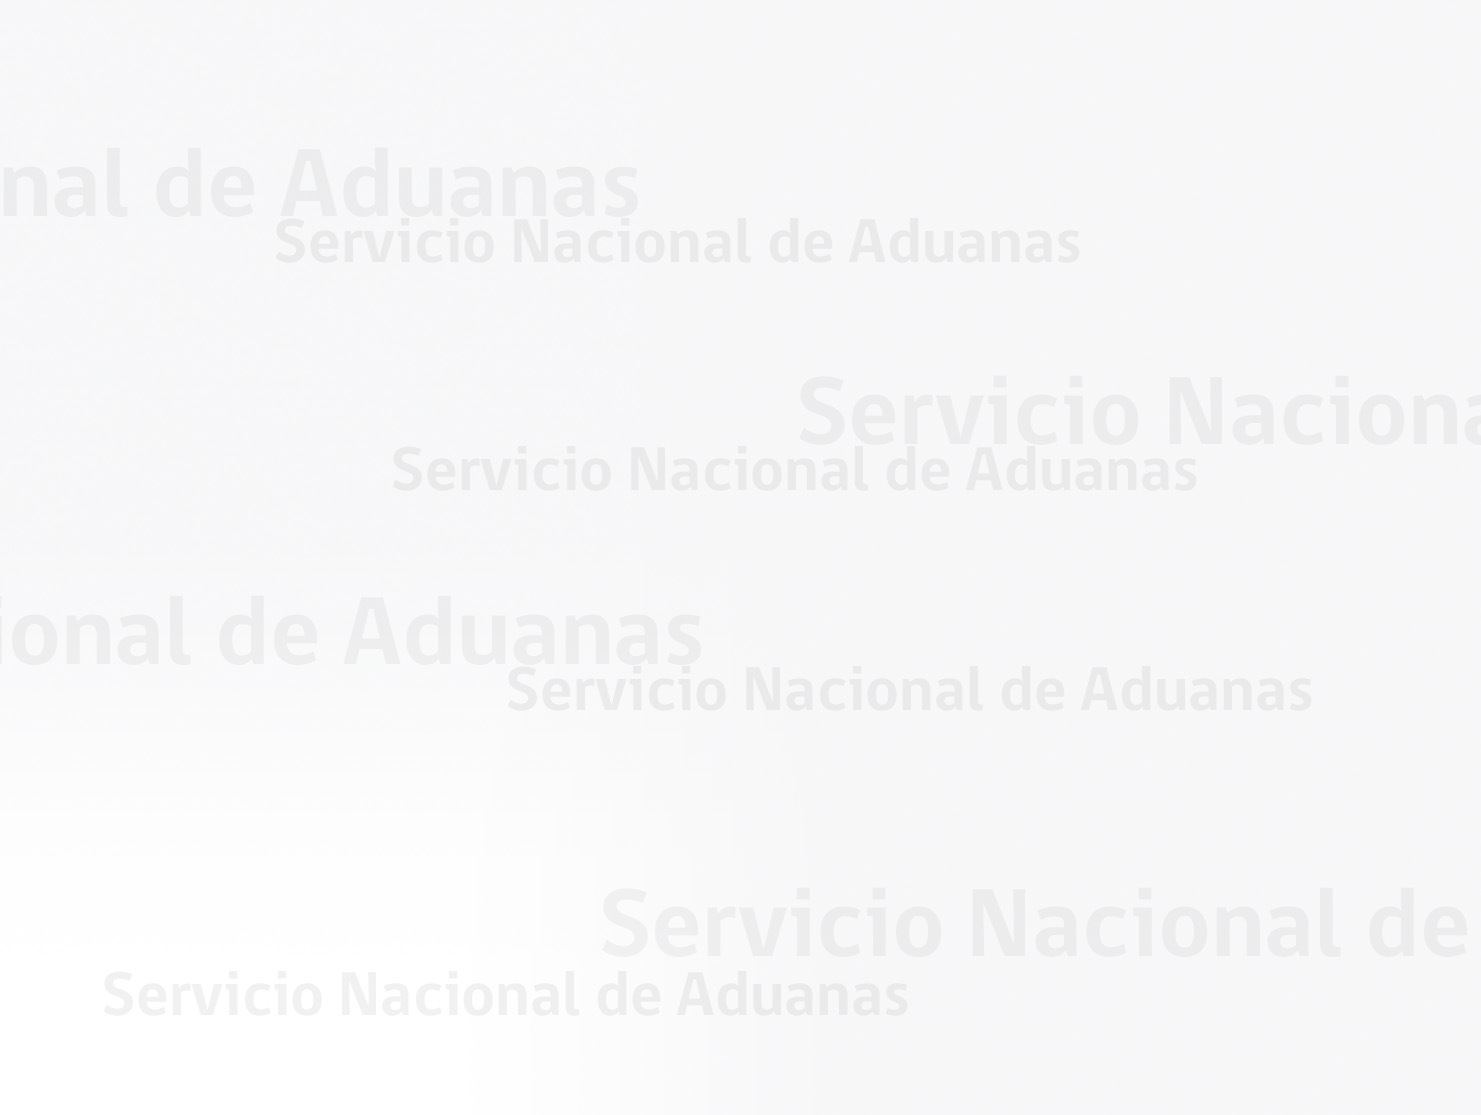 nal de Aduanas
Servicio Nacional de Aduanas
Servicio Naciona
Servicio Nacional de Aduanas
ional de Aduanas
Servicio Nacional de Aduanas
Servicio Nacional de
Servicio Nacional de Aduanas